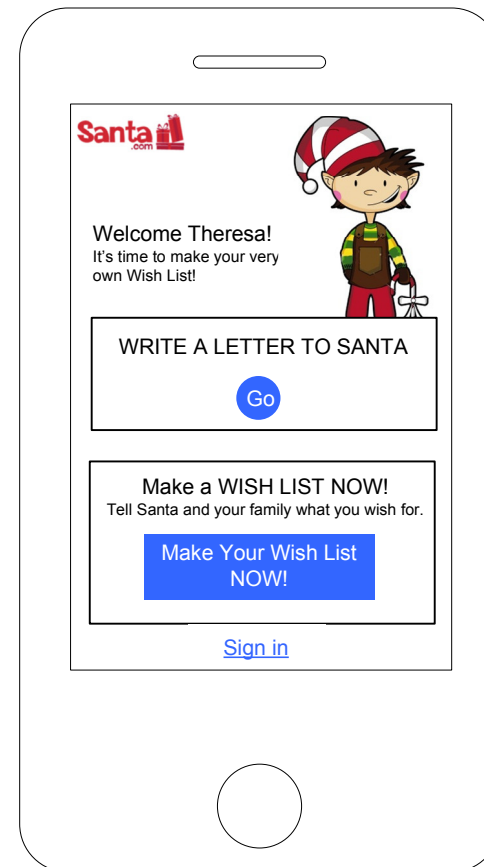 Santa
.com
Welcome Theresa!
It's time to make your very
own Wish List!
WRITE A LETTER TO SANTA
Go
Make a WISH LIST NOW!
Tell Santa and your family what you wish for.
Make Your Wish List
NOW!
Sign in